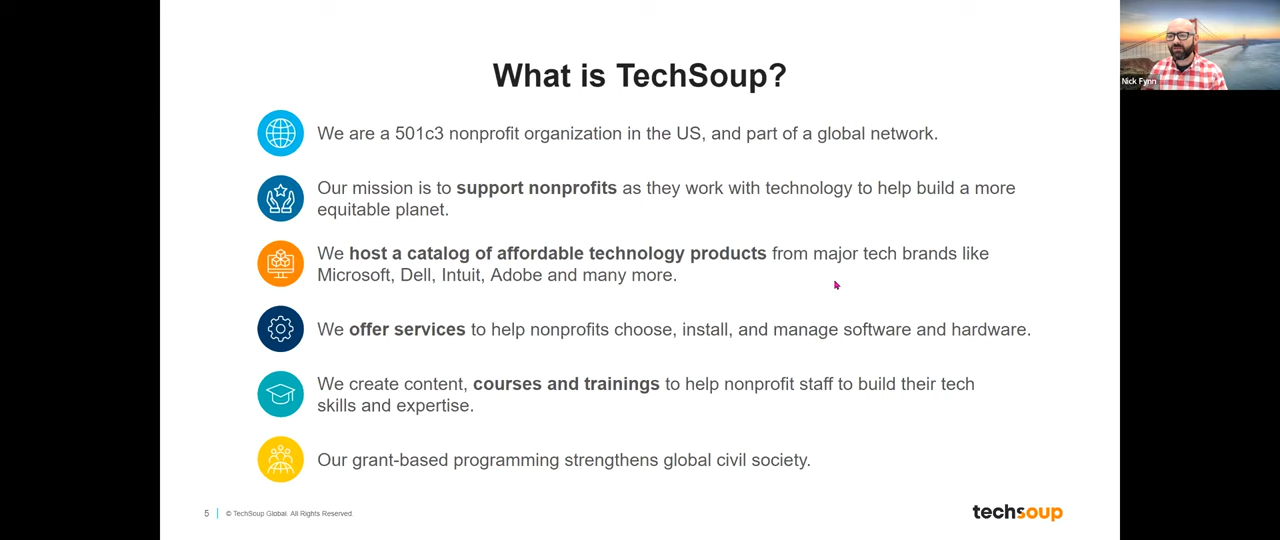 What is TechSoup?
Nick Fynn
We are a 501c3 nonprofit organization in the US, and part of a global network.
Our mission is to support nonprofits as they work with technology to help build a more
equitable planet.
We host a catalog of affordable technology products from major tech brands like
Microsoft, Dell, Intuit, Adobe and many more.
We offer services to help nonprofits choose, install, and manage software and hardware.
We create content, courses and trainings to help nonprofit staff to build their tech
skills and expertise.
Our grant-based programming strengthens global civil society.
5 | © TechSoup Global. All Rights Reserved.
techsoup